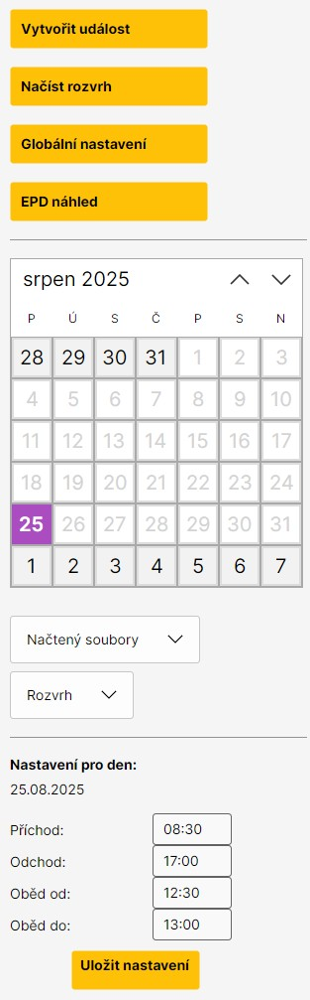 Vytvořit událost
Načíst rozvrh
Globální nastavení
EPD náhled
srpen 2025
P Ú S Č P S N
28 29 30 31 1 2 3
4 5 6 7 8 9 10
11 12 13 14 15 16 17
18 19 20 21 22 23 24
25 26 27 28 29 30 31
1 2 3 4 5 6 7
Načtený soubory
Rozvrh
Nastavení pro den:
25.08.2025
Příchod: 08:30
Odchod: 17:00
Oběd od: 12:30
Oběd do: 13:00
Uložit nastavení